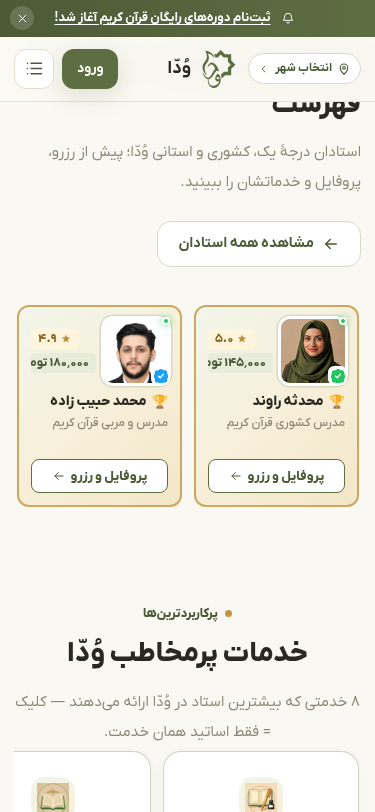 ثبت‌نام دوره‌های رایگان قرآن کریم آغاز شد!
انتخاب شهر
وُدّا
ورود
فهرست
استادان درجهٔ یک، کشوری و استانی وُدّا؛ پیش از رزرو،
پروفایل و خدماتشان را ببینید.
مشاهده همه استادان
۵.۰
۱۴۵,۰۰۰
محدثه راوند
مدرس کشوری قرآن کریم
پروفایل و رزرو
۴.۹
۱۸۰,۰۰۰
محمد حبیب زاده
مدرس و مربی قرآن کریم
پروفایل و رزرو
پرکاربردترین‌ها
خدمات پرمخاطب وُدّا
۸ خدمتی که بیشترین استاد در وُدّا ارائه می‌دهند — کلیک
= فقط اساتید همان خدمت.